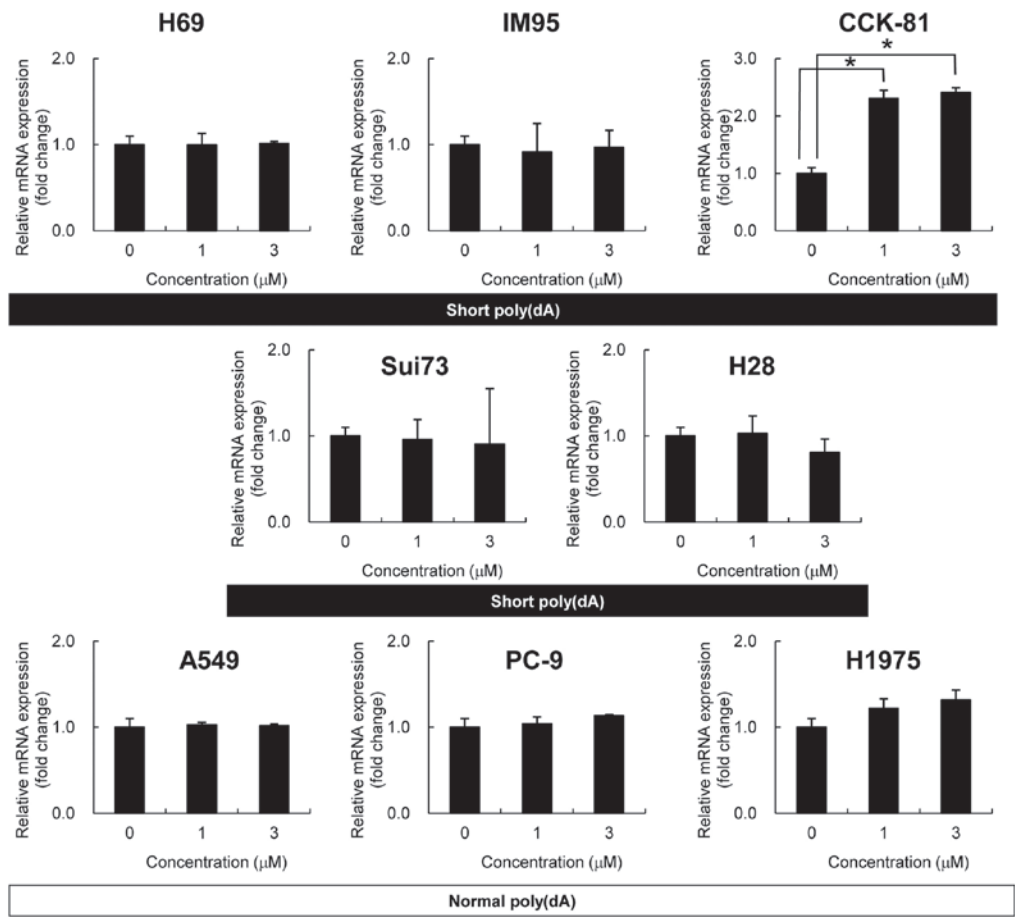 H69
IM95
CCK-81
Relative mRNA expression
(fold change)
2.0
1.0
0.0
0 1 3
Concentration (μM)
Relative mRNA expression
(fold change)
2.0
1.0
0.0
0 1 3
Concentration (μM)
Relative mRNA expression
(fold change)
3.0
2.0
1.0
0.0
*
*
0 1 3
Concentration (μM)
Short poly(dA)
Sui73
Relative mRNA expression
(fold change)
2.0
1.0
0.0
0 1 3
Concentration (μM)
H28
Relative mRNA expression
(fold change)
2.0
1.0
0.0
0 1 3
Concentration (μM)
Short poly(dA)
A549
Relative mRNA expression
(fold change)
2.0
1.0
0.0
0 1 3
Concentration (μM)
PC-9
Relative mRNA expression
(fold change)
2.0
1.0
0.0
0 1 3
Concentration (μM)
H1975
Relative mRNA expression
(fold change)
2.0
1.0
0.0
0 1 3
Concentration (μM)
Normal poly(dA)